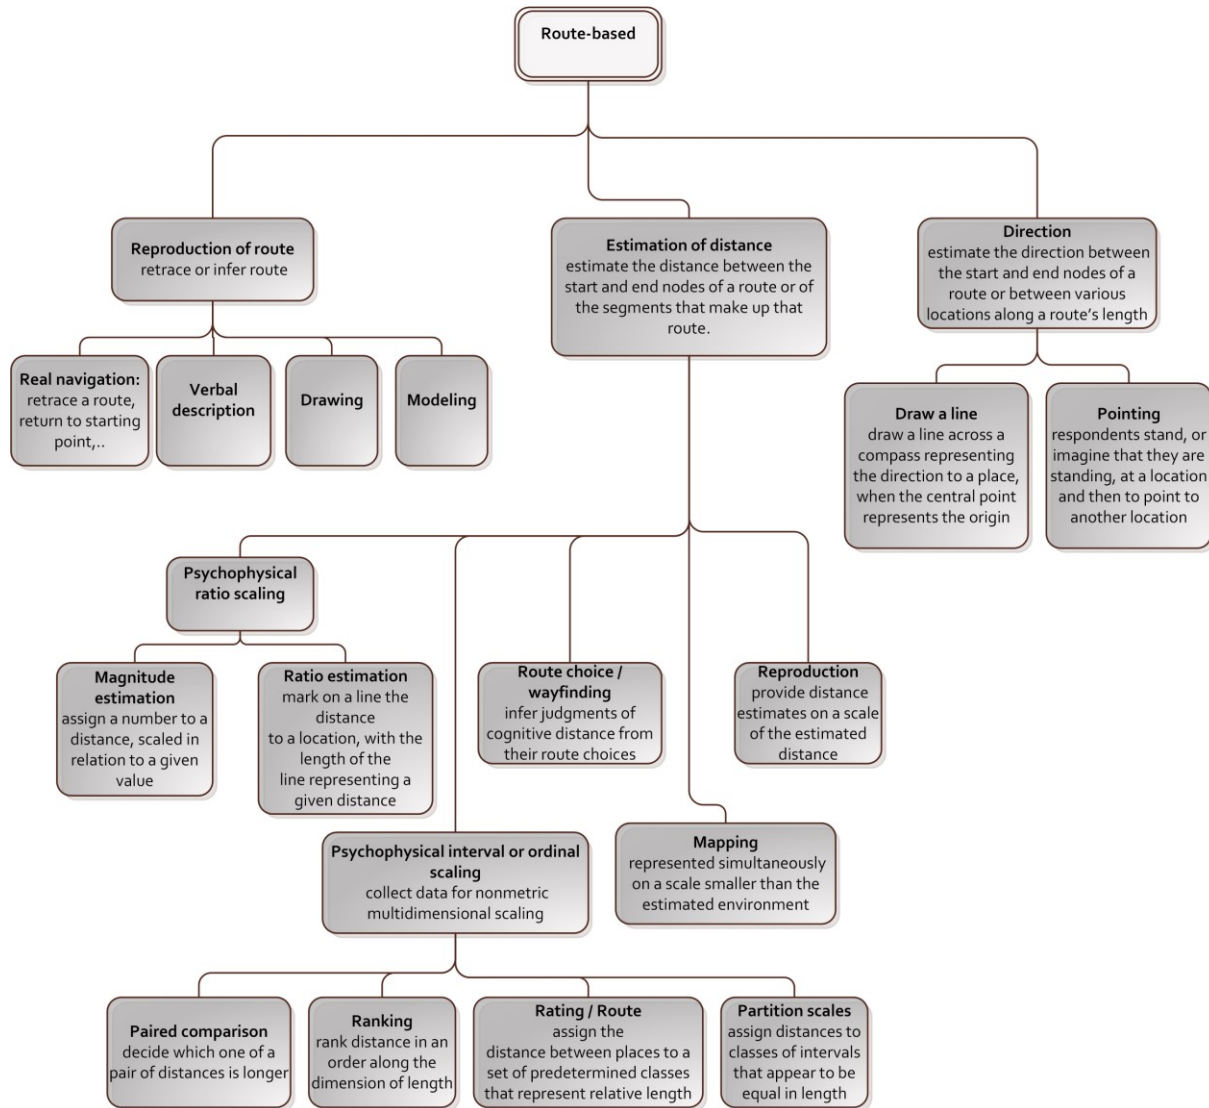 Route-based
Reproduction of route
retrace or infer route
Estimation of distance
estimate the distance between the
start and end nodes of a route or of
the segments that make up that
route.
Direction
estimate the direction between
the start and end nodes of a
route or between various
locations along a route's length
Real navigation:
retrace a route,
return to starting
point,..
Verbal
description
Drawing
Modeling
Draw a line
draw a line across a
compass representing
the direction to a place,
when the central point
represents the origin
Pointing
respondents stand, or
imagine that they are
standing, at a location
and then to point to
another location
Psychophysical
ratio scaling
Magnitude
estimation
assign a number to a
distance, scaled in
relation to a given
value
Ratio estimation
mark on a line the
distance
to a location, with the
length of the
line representing a
given distance
Route choice /
wayfinding
infer judgments of
cognitive distance from
their route choices
Reproduction
provide distance
estimates on a scale
of the estimated
distance
Psychophysical interval or ordinal
scaling
collect data for nonmetric
multidimensional scaling
Mapping
represented simultaneously
on a scale smaller than the
estimated environment
Paired comparison
decide which one of a
pair of distances is longer
Ranking
rank distance in an
order along the
dimension of length
Rating / Route
assign the
distance between places to a
set of predetermined classes
that represent relative length
Partition scales
assign distances to
classes of intervals
that appear to be
equal in length